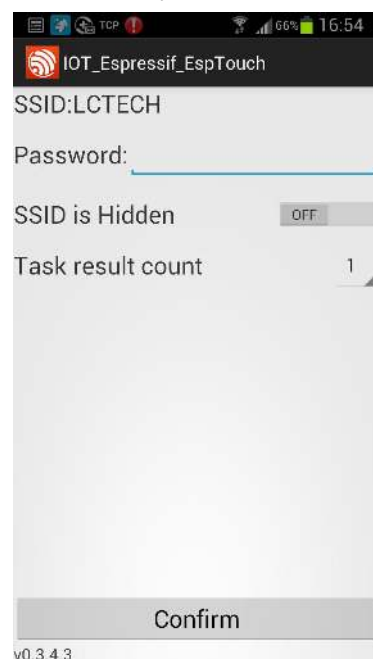 TCP 66% 16:54
IOT_Espressif_EspTouch
SSID:LCTECH
Password:
SSID is Hidden OFF
Task result count 1
Confirm
v0.3.4.3